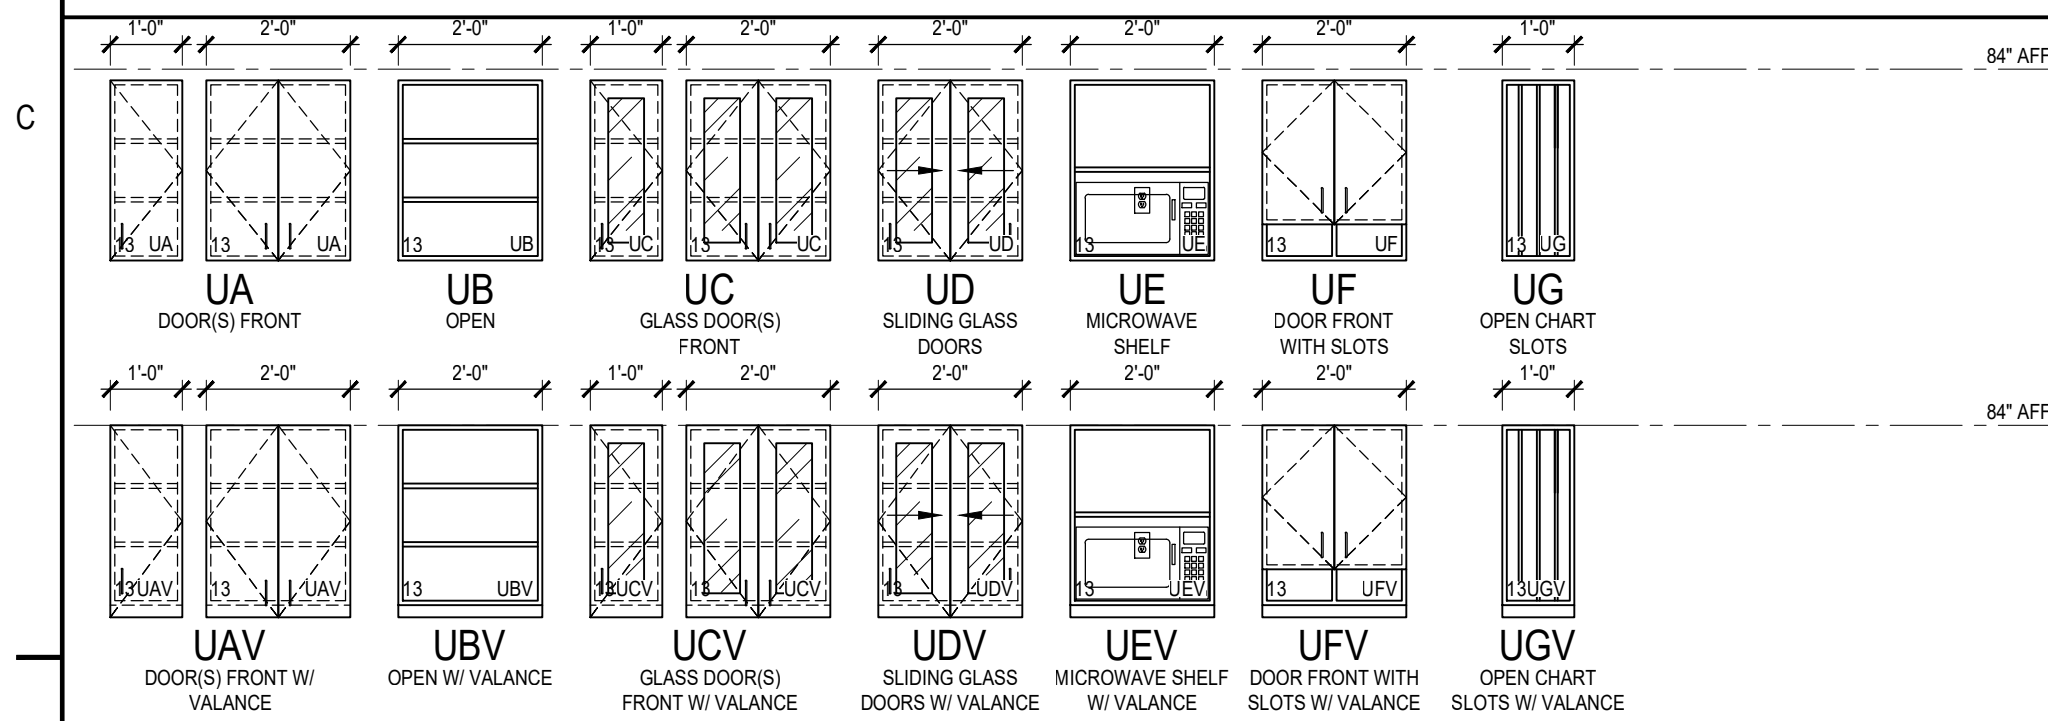 1'-0" 2'-0" 2'-0" 1'-0" 2'-0" 2'-0" 2'-0" 2'-0" 1'-0"
84" AFF
C
13 UA 13 UA 13 UB 13 UC 13 UC 13 UD 13 UE 13 UF 13 UG
UA UB UC UD UE UF UG
DOOR(S) FRONT OPEN GLASS DOOR(S) SLIDING GLASS MICROWAVE DOOR FRONT OPEN CHART
FRONT DOORS SHELF WITH SLOTS SLOTS
1'-0" 2'-0" 2'-0" 1'-0" 2'-0" 2'-0" 2'-0" 2'-0" 1'-0"
84" AFF
13 UAV 13 UAV 13 UBV 13 UCV 13 UCV 13 UDV 13 UEV 13 UFV 13 UGV
UAV UBV UCV UDV UEV UFV UGV
DOOR(S) FRONT W/ OPEN W/ VALANCE GLASS DOOR(S) SLIDING GLASS MICROWAVE SHELF DOOR FRONT WITH OPEN CHART
VALANCE FRONT W/ VALANCE DOORS W/ VALANCE W/ VALANCE SLOTS W/ VALANCE SLOTS W/ VALANCE